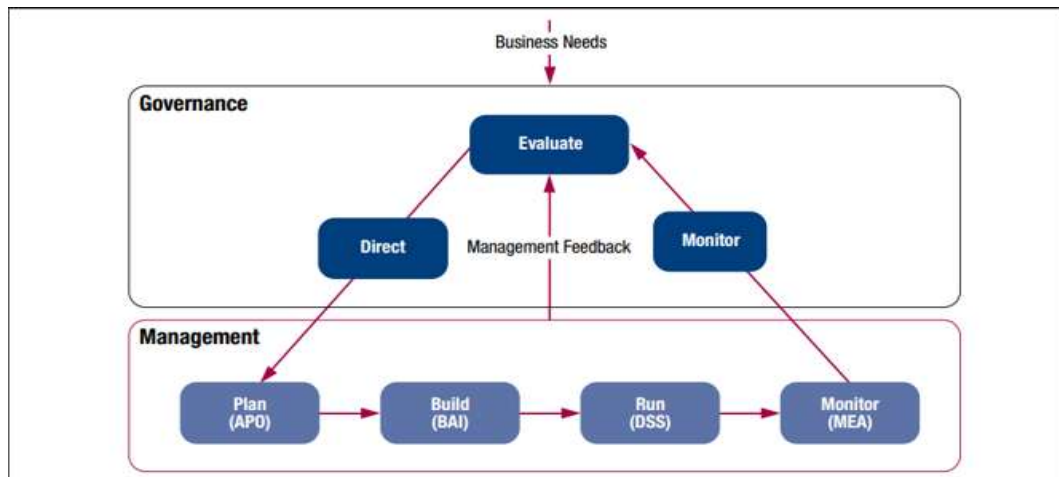 Business Needs
Governance
Evaluate
Direct
Management Feedback
Monitor
Management
Plan
(APO)
Build
(BAI)
Run
(DSS)
Monitor
(MEA)